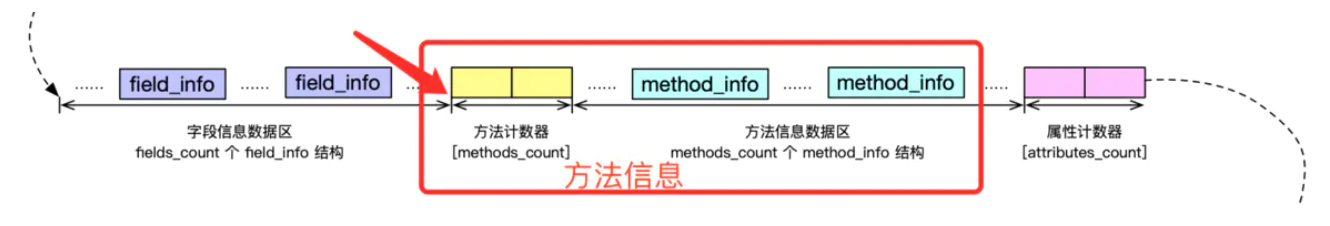 ...... field_info ...... field_info ...... ...... method_info ...... method_info ......
字段信息数据区
fields_count 个 field_info 结构
方法计数器
[methods_count]
方法信息数据区
methods_count 个 method_info 结构
属性计数器
[attributes_count]
方法信息